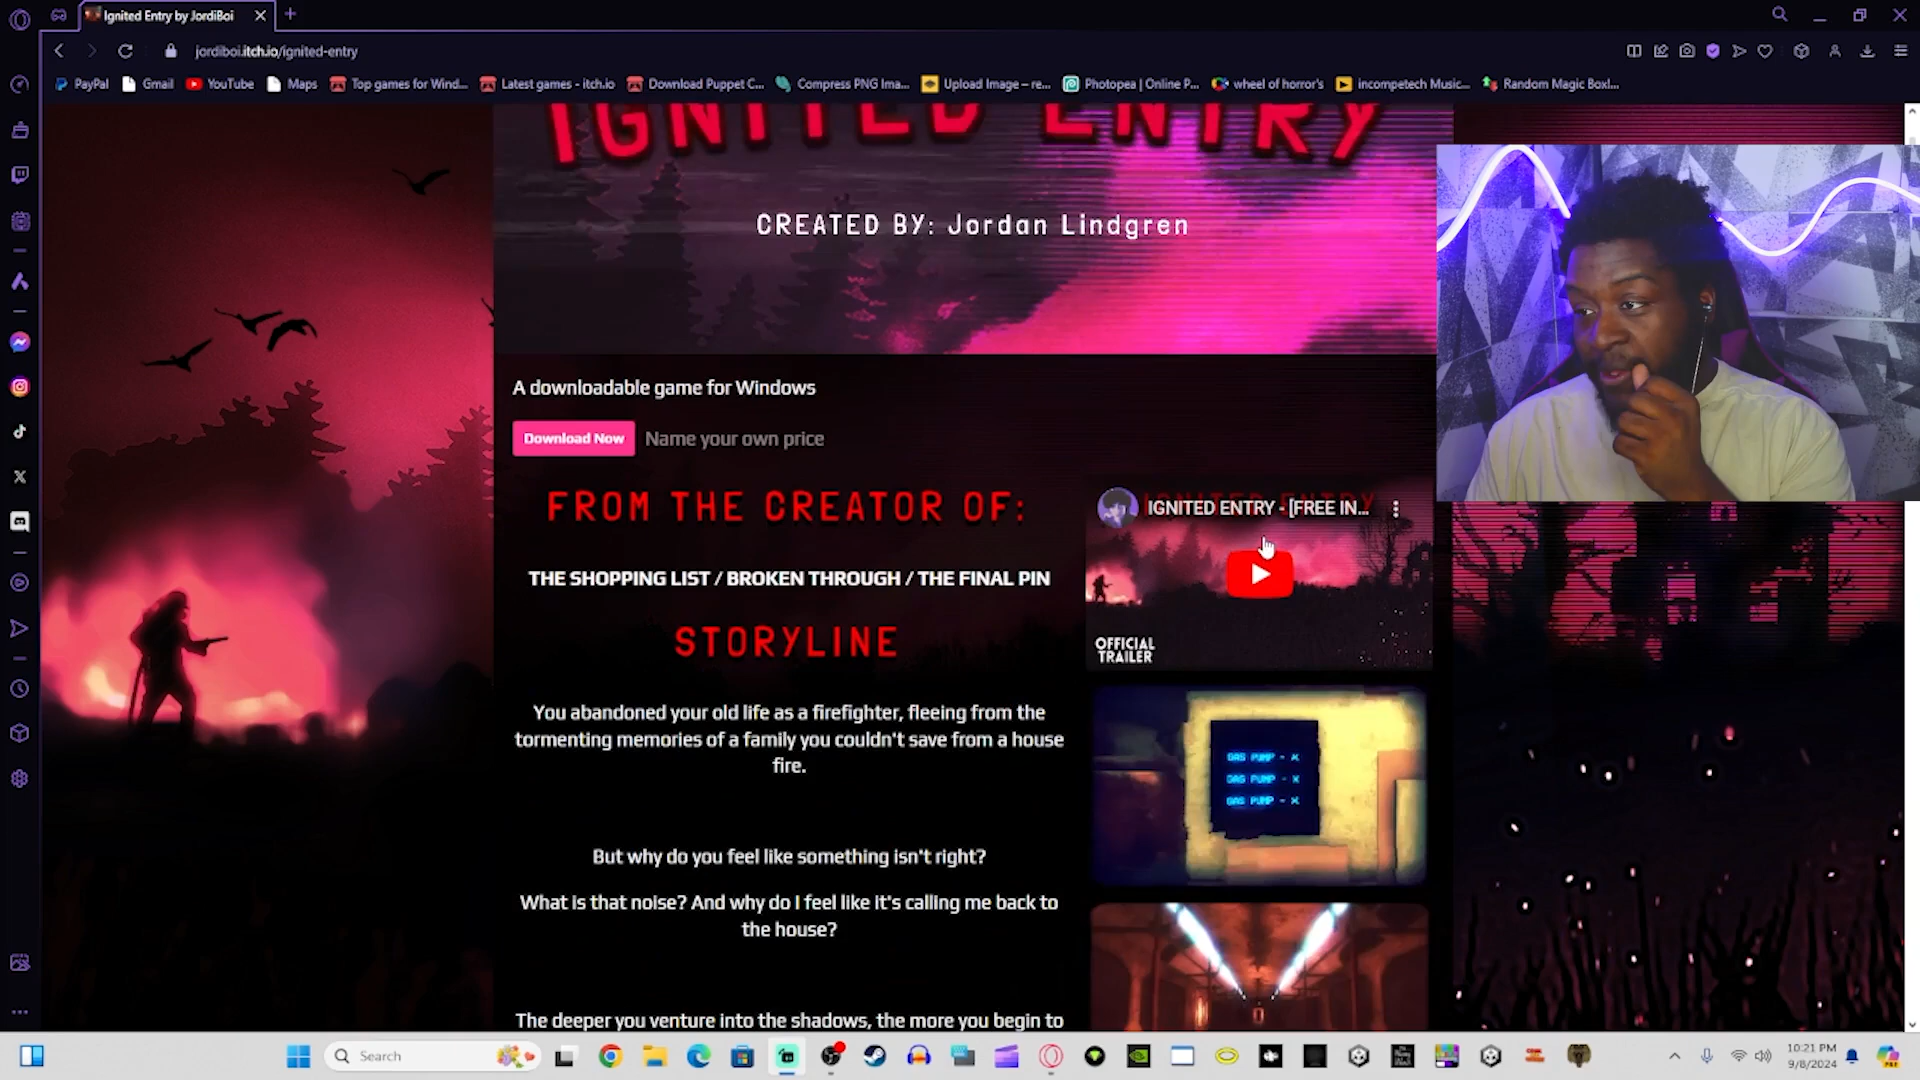 Ignited Entry by JordiBoi
jordiboi.itch.io/ignited-entry
PayPal
Gmail
YouTube
Maps
Top games for Wind...
Latest games - itch.io
Download Puppet C...
Compress PNG Ima...
Upload Image – re...
Photopea | Online P...
wheel of horror's
incompetech Music...
Random Magic Box!...
IGNITED ENTRY
CREATED BY: Jordan Lindgren
A downloadable game for Windows
Download Now Name your own price
FROM THE CREATOR OF:
THE SHOPPING LIST / BROKEN THROUGH / THE FINAL PIN
STORYLINE
You abandoned your old life as a firefighter, fleeing from the
tormenting memories of a family you couldn't save from a house
fire.
But why do you feel like something isn't right?
What is that noise? And why do I feel like it's calling me back to
the house?
The deeper you venture into the shadows, the more you begin to
IGNITED ENTRY - [FREE IN...
OFFICIAL
TRAILER
GAS PUMP - X
GAS PUMP - X
GAS PUMP - X
Search
10:21 PM
9/8/2024